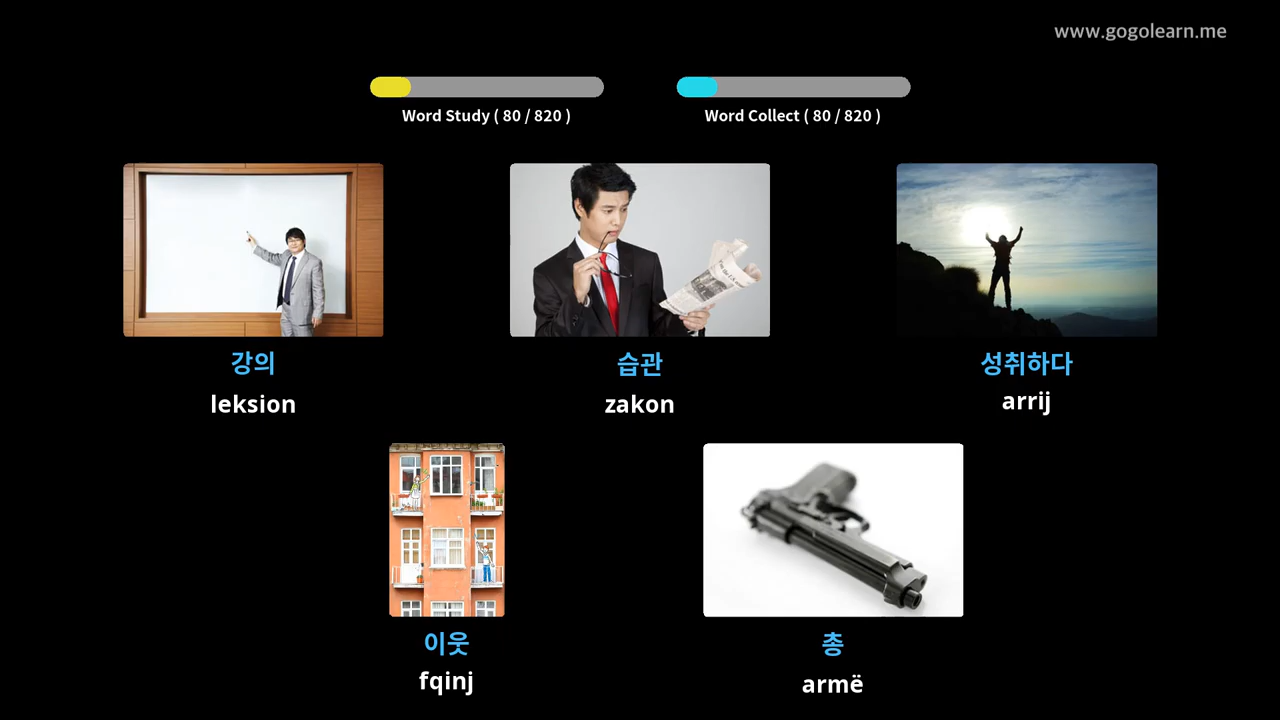 www.gogolearn.me
Word Study ( 80 / 820 )
Word Collect ( 80 / 820 )
강의
leksion
습관
zakon
성취하다
arrij
이웃
fqinj
총
armë